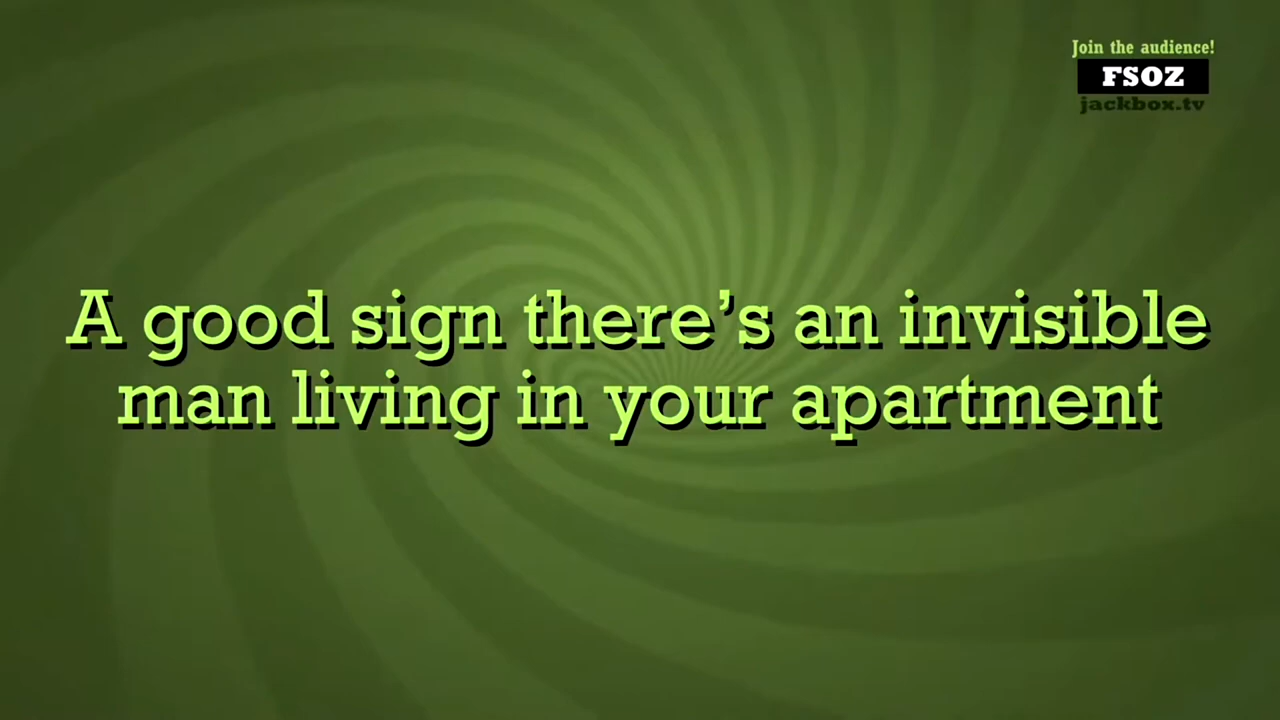 Join the audience!
FSOZ
jackbox.tv
A good sign there's an invisible
man living in your apartment